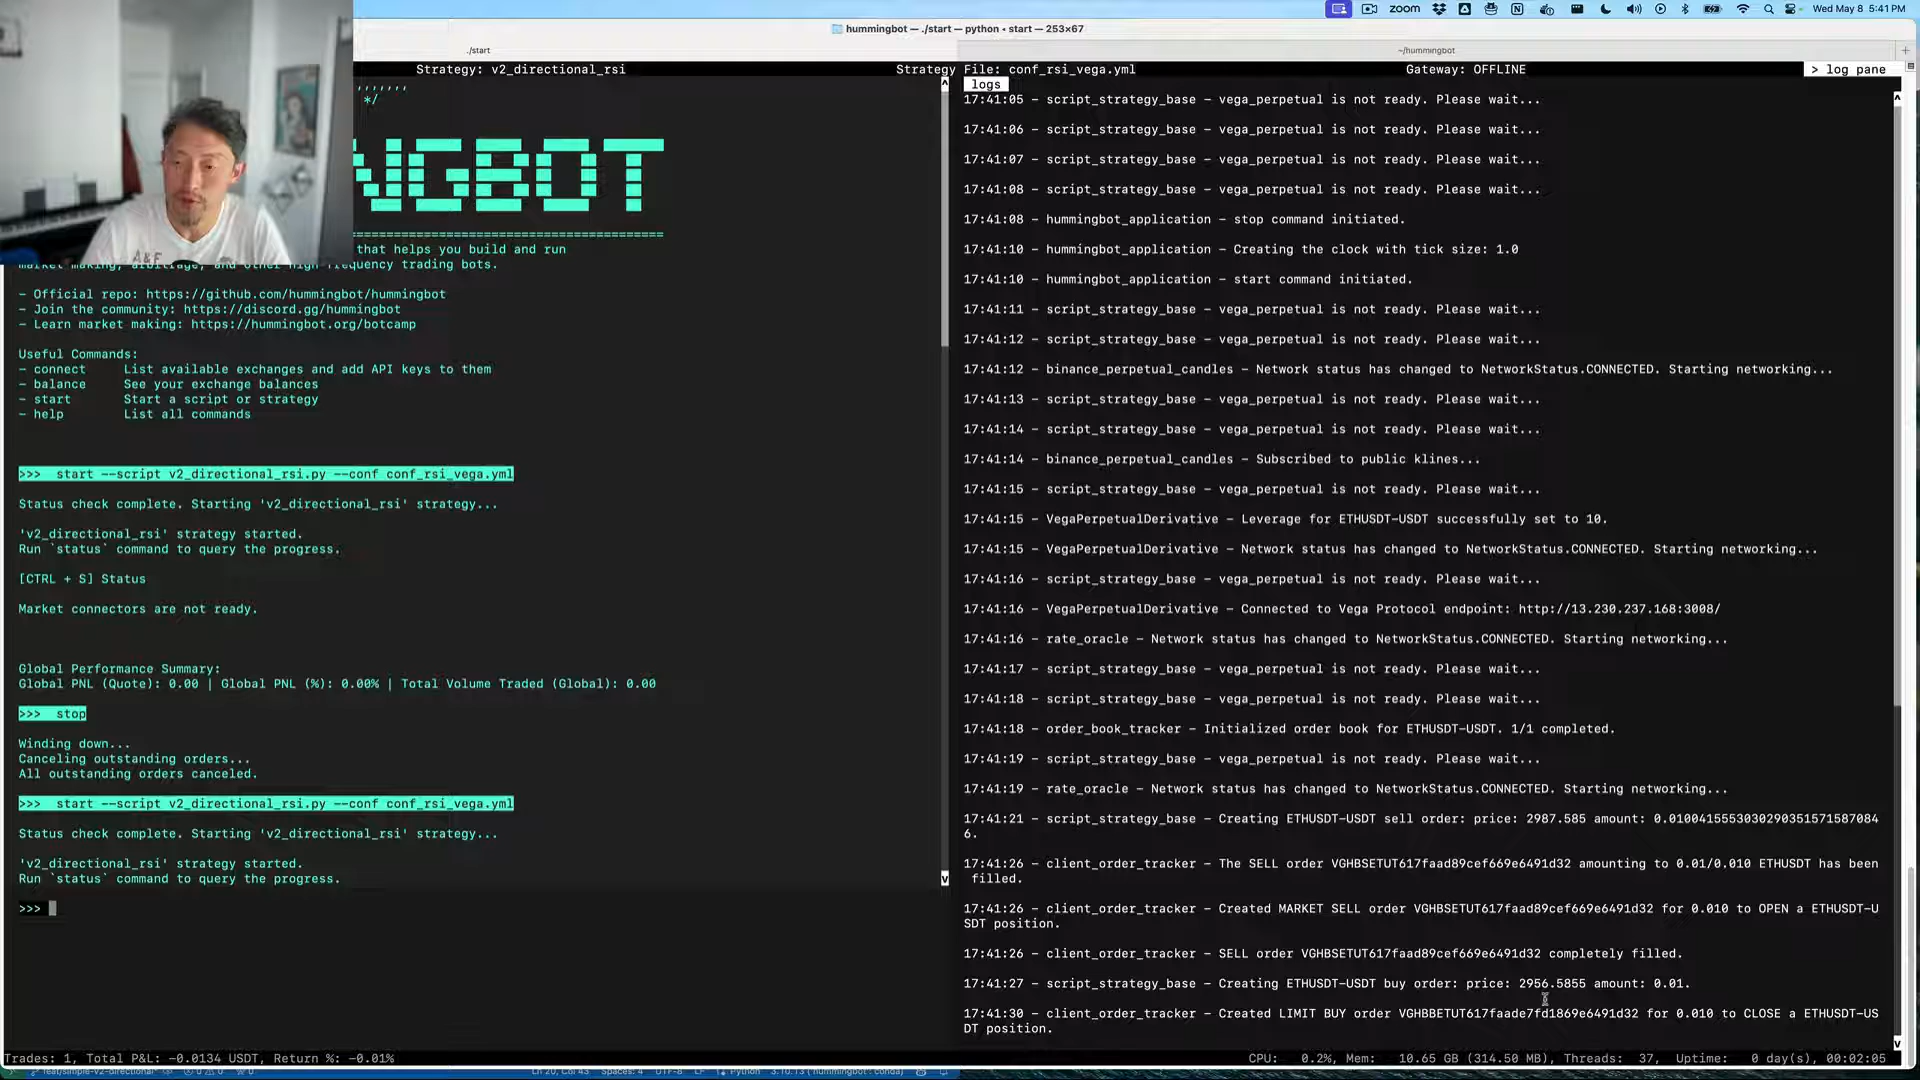 zoom
Wed May 8 5:41 PM
hummingbot — ./start — python • start — 253×67
./start
~/hummingbot
Strategy: v2_directional_rsi
Strategy File: conf_rsi_vega.yml
Gateway: OFFLINE
> log pane
NGBOT
that helps you build and run
market making, arbitrage, and other high frequency trading bots.
- Official repo: https://github.com/hummingbot/hummingbot
- Join the community: https://discord.gg/hummingbot
- Learn market making: https://hummingbot.org/botcamp
Useful Commands:
- connect List available exchanges and add API keys to them
- balance See your exchange balances
- start Start a script or strategy
- help List all commands
>>> start --script v2_directional_rsi.py --conf conf_rsi_vega.yml
Status check complete. Starting 'v2_directional_rsi' strategy...
'v2_directional_rsi' strategy started.
Run `status` command to query the progress.
[CTRL + S] Status
Market connectors are not ready.
Global Performance Summary:
Global PNL (Quote): 0.00 | Global PNL (%): 0.00% | Total Volume Traded (Global): 0.00
>>> stop
Winding down...
Canceling outstanding orders...
All outstanding orders canceled.
>>> start --script v2_directional_rsi.py --conf conf_rsi_vega.yml
Status check complete. Starting 'v2_directional_rsi' strategy...
'v2_directional_rsi' strategy started.
Run `status` command to query the progress.
>>>
logs
17:41:05 - script_strategy_base - vega_perpetual is not ready. Please wait...
17:41:06 - script_strategy_base - vega_perpetual is not ready. Please wait...
17:41:07 - script_strategy_base - vega_perpetual is not ready. Please wait...
17:41:08 - script_strategy_base - vega_perpetual is not ready. Please wait...
17:41:08 - hummingbot_application - stop command initiated.
17:41:10 - hummingbot_application - Creating the clock with tick size: 1.0
17:41:10 - hummingbot_application - start command initiated.
17:41:11 - script_strategy_base - vega_perpetual is not ready. Please wait...
17:41:12 - script_strategy_base - vega_perpetual is not ready. Please wait...
17:41:12 - binance_perpetual_candles - Network status has changed to NetworkStatus.CONNECTED. Starting networking...
17:41:13 - script_strategy_base - vega_perpetual is not ready. Please wait...
17:41:14 - script_strategy_base - vega_perpetual is not ready. Please wait...
17:41:14 - binance_perpetual_candles - Subscribed to public klines...
17:41:15 - script_strategy_base - vega_perpetual is not ready. Please wait...
17:41:15 - VegaPerpetualDerivative - Leverage for ETHUSDT-USDT successfully set to 10.
17:41:15 - VegaPerpetualDerivative - Network status has changed to NetworkStatus.CONNECTED. Starting networking...
17:41:16 - script_strategy_base - vega_perpetual is not ready. Please wait...
17:41:16 - VegaPerpetualDerivative - Connected to Vega Protocol endpoint: http://13.230.237.168:3008/
17:41:16 - rate_oracle - Network status has changed to NetworkStatus.CONNECTED. Starting networking...
17:41:17 - script_strategy_base - vega_perpetual is not ready. Please wait...
17:41:18 - script_strategy_base - vega_perpetual is not ready. Please wait...
17:41:18 - order_book_tracker - Initialized order book for ETHUSDT-USDT. 1/1 completed.
17:41:19 - script_strategy_base - vega_perpetual is not ready. Please wait...
17:41:19 - rate_oracle - Network status has changed to NetworkStatus.CONNECTED. Starting networking...
17:41:21 - script_strategy_base - Creating ETHUSDT-USDT sell order: price: 2987.585 amount: 0.0100415553030290351571587084
6.
17:41:26 - client_order_tracker - The SELL order VGHBSETUT617faad89cef669e6491d32 amounting to 0.01/0.010 ETHUSDT has been
filled.
17:41:26 - client_order_tracker - Created MARKET SELL order VGHBSETUT617faad89cef669e6491d32 for 0.010 to OPEN a ETHUSDT-U
SDT position.
17:41:26 - client_order_tracker - SELL order VGHBSETUT617faad89cef669e6491d32 completely filled.
17:41:27 - script_strategy_base - Creating ETHUSDT-USDT buy order: price: 2956.5855 amount: 0.01.
17:41:30 - client_order_tracker - Created LIMIT BUY order VGHBBETUT617faade7fd1869e6491d32 for 0.010 to CLOSE a ETHUSDT-US
DT position.
Trades: 1, Total P&L: -0.0134 USDT, Return %: -0.01%
CPU: 0.2%, Mem: 10.65 GB (314.50 MB), Threads: 37, Uptime: 0 day(s), 00:02:05